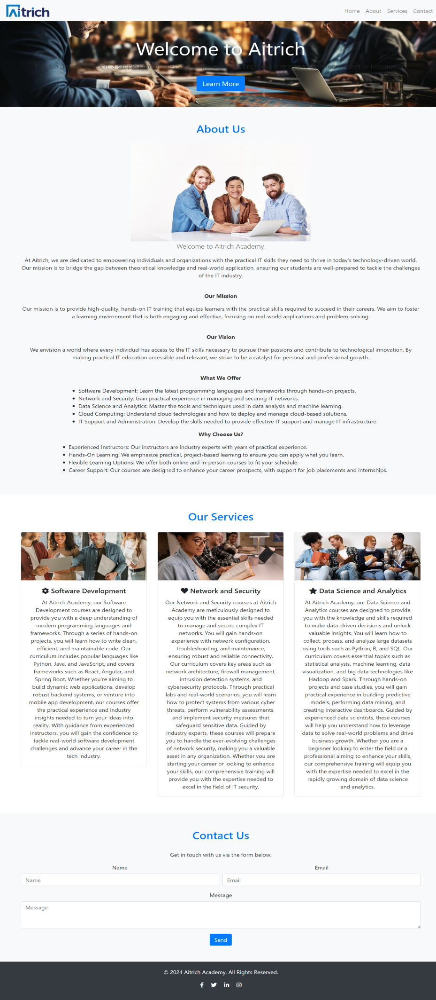 Aitrich
Home About Services Contact
Welcome to Aitrich
This is a simple hero unit, a simple jumbotron-style component for calling extra attention to featured content or information.
Learn More
About Us
Welcome to Aitrich Academy,
At Aitrich, we are dedicated to empowering individuals and organizations with the practical IT skills they need to thrive in today's technology-driven world.
Our mission is to bridge the gap between theoretical knowledge and real-world application, ensuring our students are well-prepared to tackle the challenges
of the IT industry.
Our Mission
Our mission is to provide high-quality, hands-on IT training that equips learners with the practical skills required to succeed in their careers. We aim to foster
a learning environment that is both engaging and effective, focusing on real-world applications and problem-solving.
Our Vision
We envision a world where every individual has access to the IT skills necessary to pursue their passions and contribute to technological innovation. By
making practical IT education accessible and relevant, we strive to be a catalyst for personal and professional growth.
What We Offer
• Software Development: Learn the latest programming languages and frameworks through hands-on projects.
• Network and Security: Gain practical experience in managing and securing IT networks.
• Data Science and Analytics: Master the tools and techniques used in data analysis and machine learning.
• Cloud Computing: Understand cloud technologies and how to deploy and manage cloud-based solutions.
• IT Support and Administration: Develop the skills needed to provide effective IT support and manage IT infrastructure.
Why Choose Us?
• Experienced Instructors: Our instructors are industry experts with years of practical experience.
• Hands-On Learning: We emphasize practical, project-based learning to ensure you can apply what you learn.
• Flexible Learning Options: We offer both online and in-person courses to fit your schedule.
• Career Support: Our courses are designed to enhance your career prospects, with support for job placements and internships.
Our Services
Software Development
At Aitrich Academy, our Software
Development courses are designed to
provide you with a deep understanding of
modern programming languages and
frameworks. Through a series of hands-on
projects, you will learn how to write clean,
efficient, and maintainable code. Our
curriculum includes popular languages like
Python, Java, and JavaScript, and covers
frameworks such as React, Angular, and
Spring Boot. Whether you're aiming to
build dynamic web applications, develop
robust backend systems, or venture into
mobile app development, our courses offer
the practical experience and industry
insights needed to turn your ideas into
reality. With guidance from experienced
instructors, you will gain the confidence to
tackle real-world software development
challenges and advance your career in the
tech industry.
Network and Security
Our Network and Security courses at Aitrich
Academy are meticulously designed to
equip you with the essential skills needed
to manage and secure complex IT
networks. You will gain hands-on
experience with network configuration,
troubleshooting, and maintenance,
ensuring robust and reliable connectivity.
Our curriculum covers key areas such as
network architecture, firewall management,
intrusion detection systems, and
cybersecurity protocols. Through practical
labs and real-world scenarios, you will learn
how to protect systems from various cyber
threats, perform vulnerability assessments,
and implement security measures that
safeguard sensitive data. Guided by
industry experts, these courses will prepare
you to handle the ever-evolving challenges
of network security, making you a valuable
asset in any organization. Whether you are
starting your career or looking to enhance
your skills, our comprehensive training will
provide you with the expertise needed to
excel in the field of IT security.
Data Science and Analytics
At Aitrich Academy, our Data Science and
Analytics courses are designed to provide
you with the knowledge and skills required
to make data-driven decisions and unlock
valuable insights. You will learn how to
collect, process, and analyze large datasets
using tools such as Python, R, and SQL. Our
curriculum covers essential topics such as
statistical analysis, machine learning, data
visualization, and big data technologies like
Hadoop and Spark. Through hands-on
projects and case studies, you will gain
practical experience in building predictive
models, performing data mining, and
creating interactive dashboards. Guided by
experienced data scientists, these courses
will help you understand how to leverage
data to solve real-world problems and drive
business growth. Whether you are a
beginner looking to enter the field or a
professional aiming to enhance your skills,
our comprehensive training will equip you
with the expertise needed to excel in the
rapidly growing domain of data science
and analytics.
Contact Us
Get in touch with us via the form below.
Name Email
Name Email
Message
Message
Send
© 2024 Aitrich Academy. All Rights Reserved.